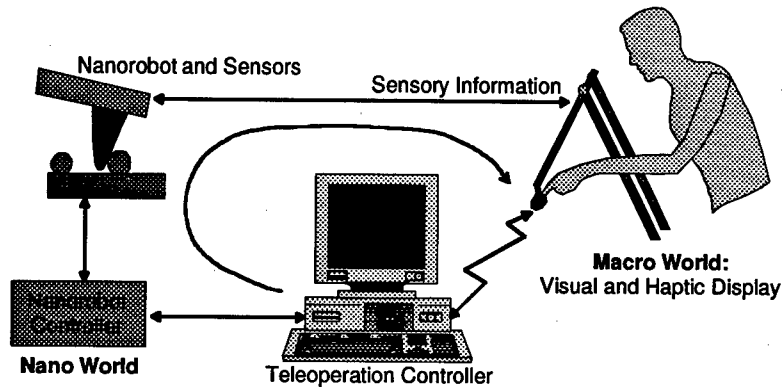 Nanorobot and Sensors
Sensory Information
Macro World:
Visual and Haptic Display
Nanorobot
Controller
Nano World
Teleoperation Controller